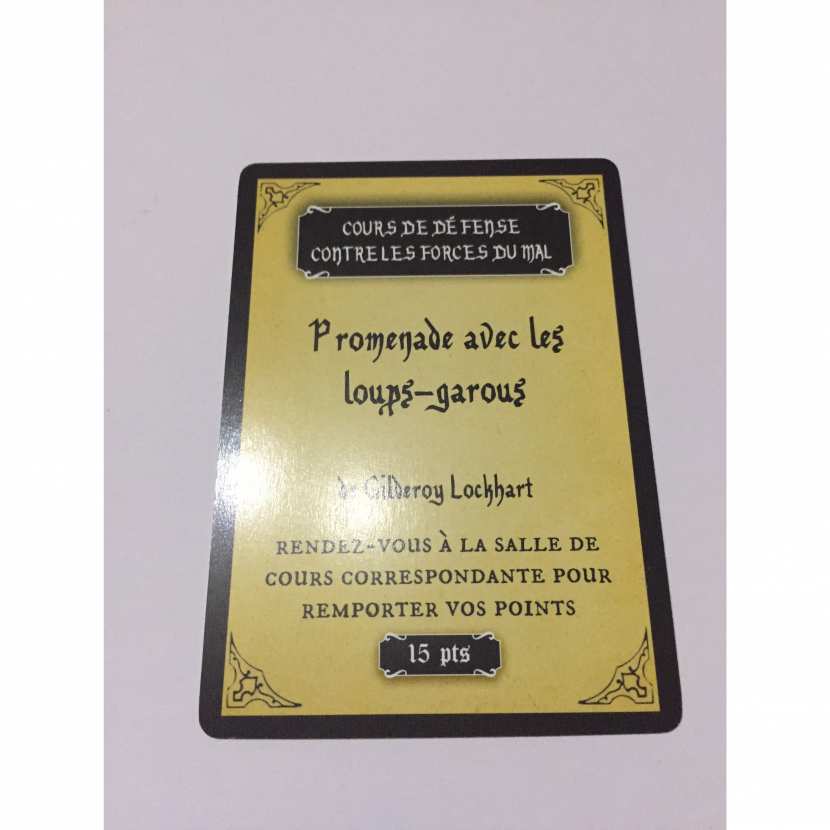 COURS DE DÉFENSE
CONTRE LES FORCES DU MAL
Promenade avec les
loups-garous
de Gilderoy Lockhart
RENDEZ-VOUS À LA SALLE DE
COURS CORRESPONDANTE POUR
REMPORTER VOS POINTS
15 pts